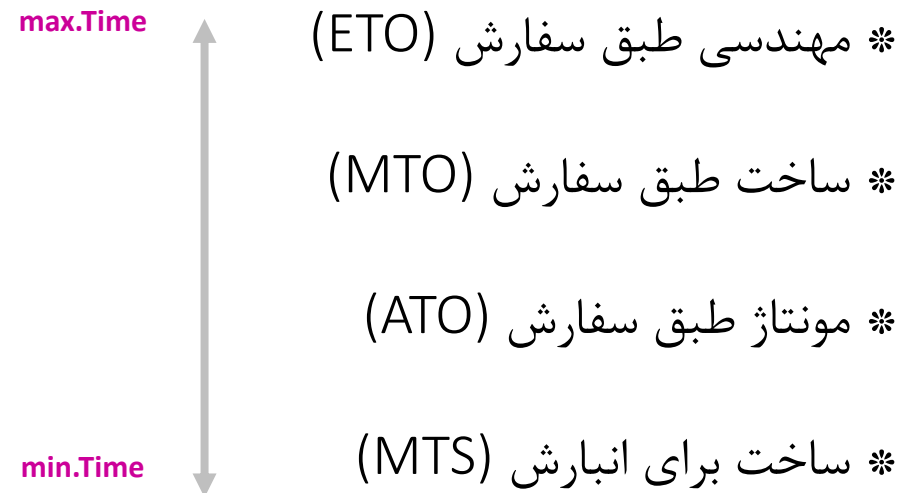 max.Time
❊ مهندسی طبق سفارش (ETO)
❊ ساخت طبق سفارش (MTO)
❊ مونتاژ طبق سفارش (ATO)
❊ ساخت برای انبارش (MTS)
min.Time